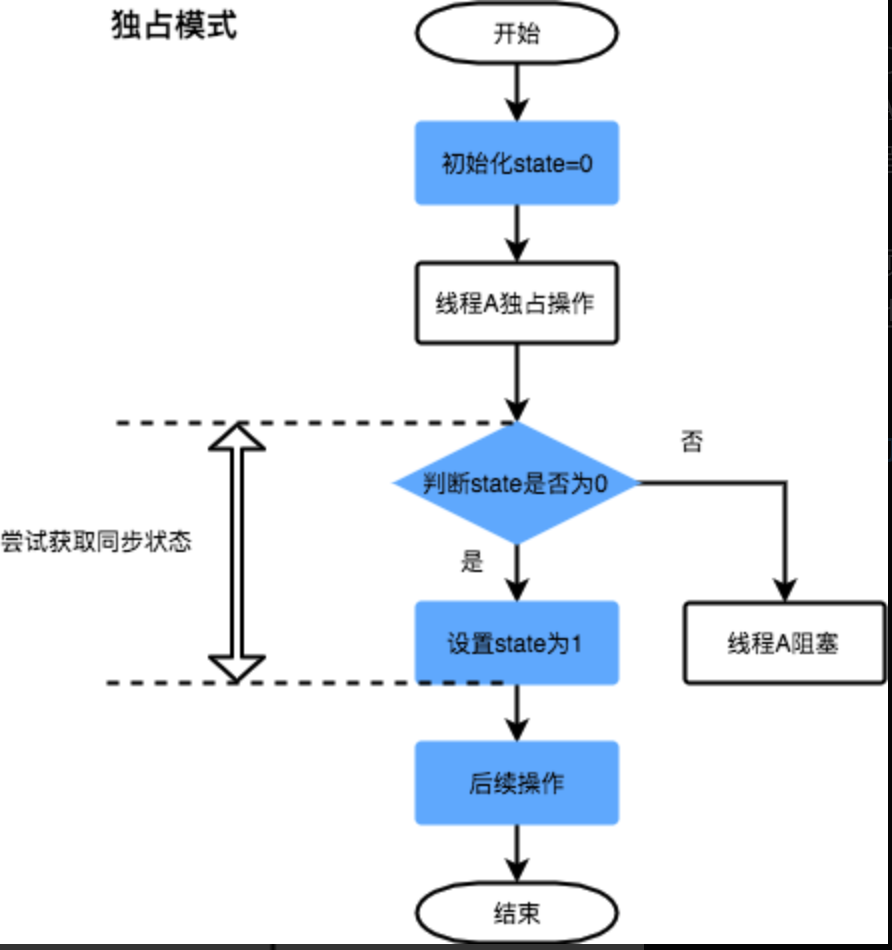 独占模式
开始
初始化state=0
线程A独占操作
判断state是否为0
否
尝试获取同步状态
是
设置state为1
线程A阻塞
后续操作
结束